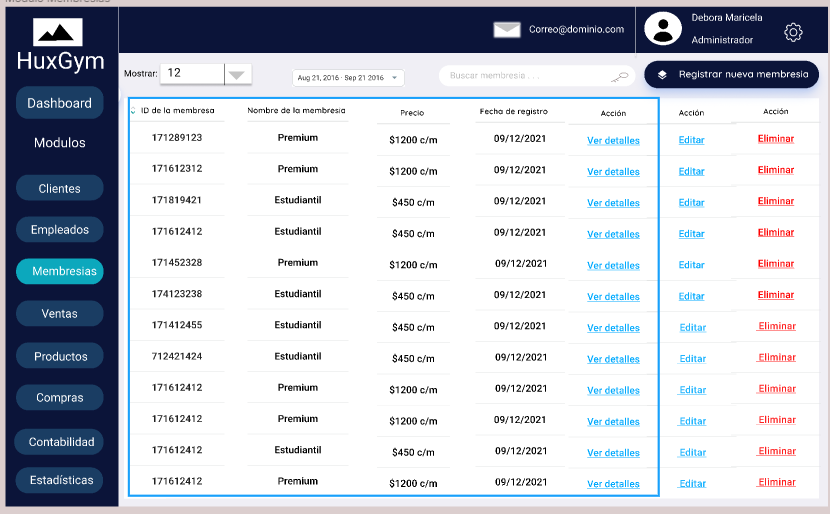 Modulo Membresias
Correo@dominio.com
Debora Maricela
Administrador
HuxGym
Mostrar: 12
Aug 21, 2016 - Sep 21 2016
Buscar membresia . . .
Registrar nueva membresia
Dashboard
Modulos
Clientes
Empleados
Membresias
Ventas
Productos
Compras
Contabilidad
Estadísticas
ID de la membresa Nombre de la membresia Precio Fecha de registro Acción Acción Acción
171289123 Premium $1200 c/m 09/12/2021 Ver detalles Editar Eliminar
171612312 Premium $1200 c/m 09/12/2021 Ver detalles Editar Eliminar
171819421 Estudiantil $450 c/m 09/12/2021 Ver detalles Editar Eliminar
171612412 Estudiantil $450 c/m 09/12/2021 Ver detalles Editar Eliminar
171452328 Premium $1200 c/m 09/12/2021 Ver detalles Editar Eliminar
174123238 Estudiantil $450 c/m 09/12/2021 Ver detalles Editar Eliminar
171412455 Estudiantil $450 c/m 09/12/2021 Ver detalles Editar Eliminar
712421424 Estudiantil $450 c/m 09/12/2021 Ver detalles Editar Eliminar
171612412 Premium $1200 c/m 09/12/2021 Ver detalles Editar Eliminar
171612412 Premium $1200 c/m 09/12/2021 Ver detalles Editar Eliminar
171612412 Estudiantil $450 c/m 09/12/2021 Ver detalles Editar Eliminar
171612412 Premium $1200 c/m 09/12/2021 Ver detalles Editar Eliminar